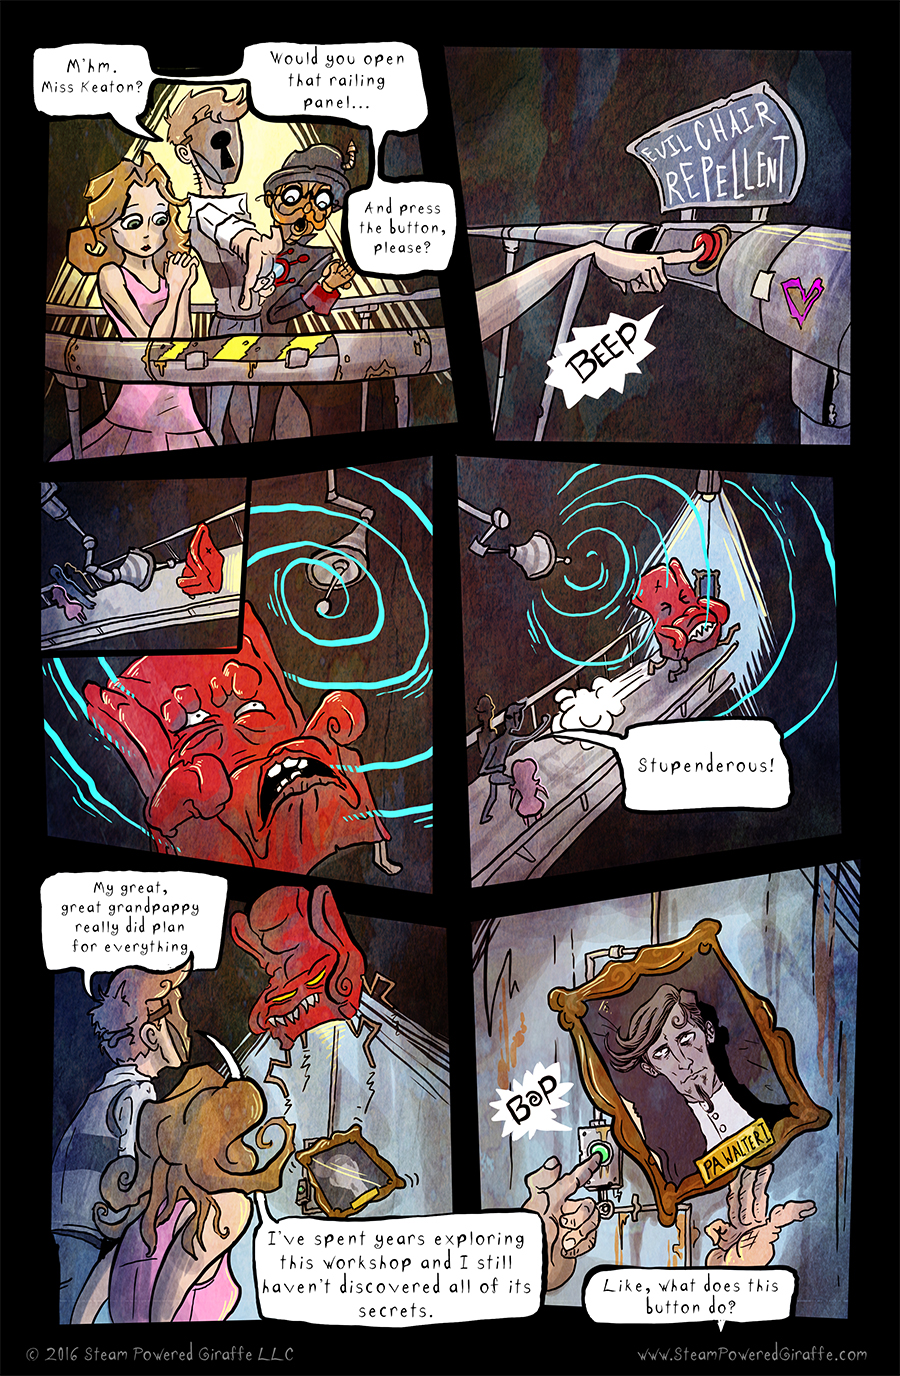 M'hm.
Miss Keaton?
Would you open
that railing
panel...
And press
the button,
please?
EVIL CHAIR
REPELLENT
BEEP
Stupenderous!
My great,
great grandpappy
really did plan
for everything.
I've spent years exploring
this workshop and I still
haven't discovered all of its
secrets.
BOP
PA WALTER I
Like, what does this
button do?
© 2016 Steam Powered Giraffe LLC
www.SteamPoweredGiraffe.com